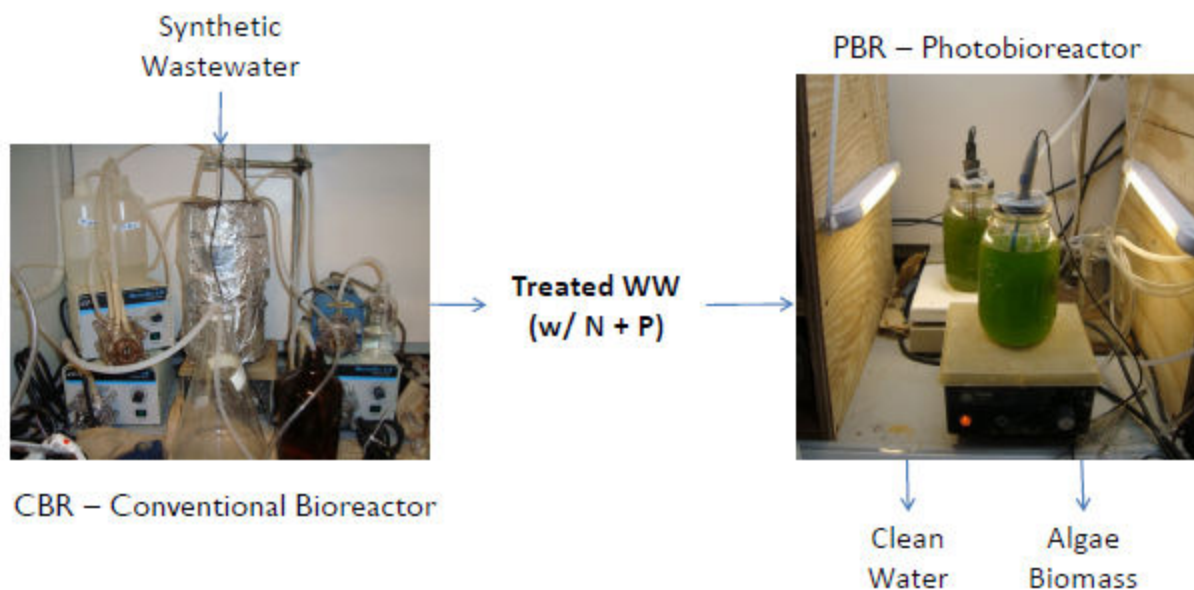 Synthetic
Wastewater
PBR – Photobioreactor
Treated WW
(w/ N + P)
CBR – Conventional Bioreactor
Clean
Water
Algae
Biomass